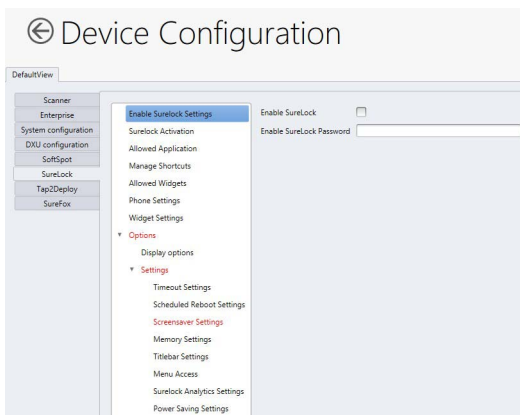 Device Configuration
DefaultView
Scanner
Enterprise
System configuration
DXU configuration
SoftSpot
SureLock
Tap2Deploy
SureFox
Enable Surelock Settings
Surelock Activation
Allowed Application
Manage Shortcuts
Allowed Widgets
Phone Settings
Widget Settings
Options
Display options
Settings
Timeout Settings
Scheduled Reboot Settings
Screensaver Settings
Memory Settings
Titlebar Settings
Menu Access
Surelock Analytics Settings
Power Saving Settings
Enable SureLock
Enable SureLock Password